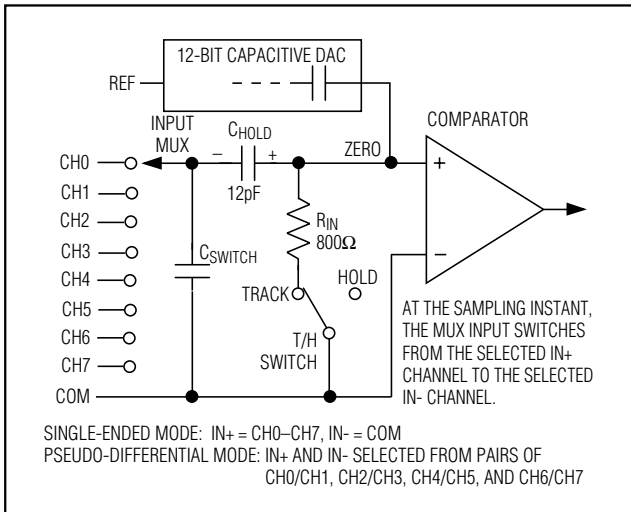 12-BIT CAPACITIVE DAC
REF
INPUT
MUX
CHOLD
– +
12pF
ZERO
COMPARATOR
+
–
CH0
CH1
CH2
CH3
CH4
CH5
CH6
CH7
COM
CSWITCH
RIN
800Ω
TRACK
HOLD
T/H
SWITCH
AT THE SAMPLING INSTANT,
THE MUX INPUT SWITCHES
FROM THE SELECTED IN+
CHANNEL TO THE SELECTED
IN- CHANNEL.
SINGLE-ENDED MODE: IN+ = CH0–CH7, IN- = COM
PSEUDO-DIFFERENTIAL MODE: IN+ AND IN- SELECTED FROM PAIRS OF
CH0/CH1, CH2/CH3, CH4/CH5, AND CH6/CH7